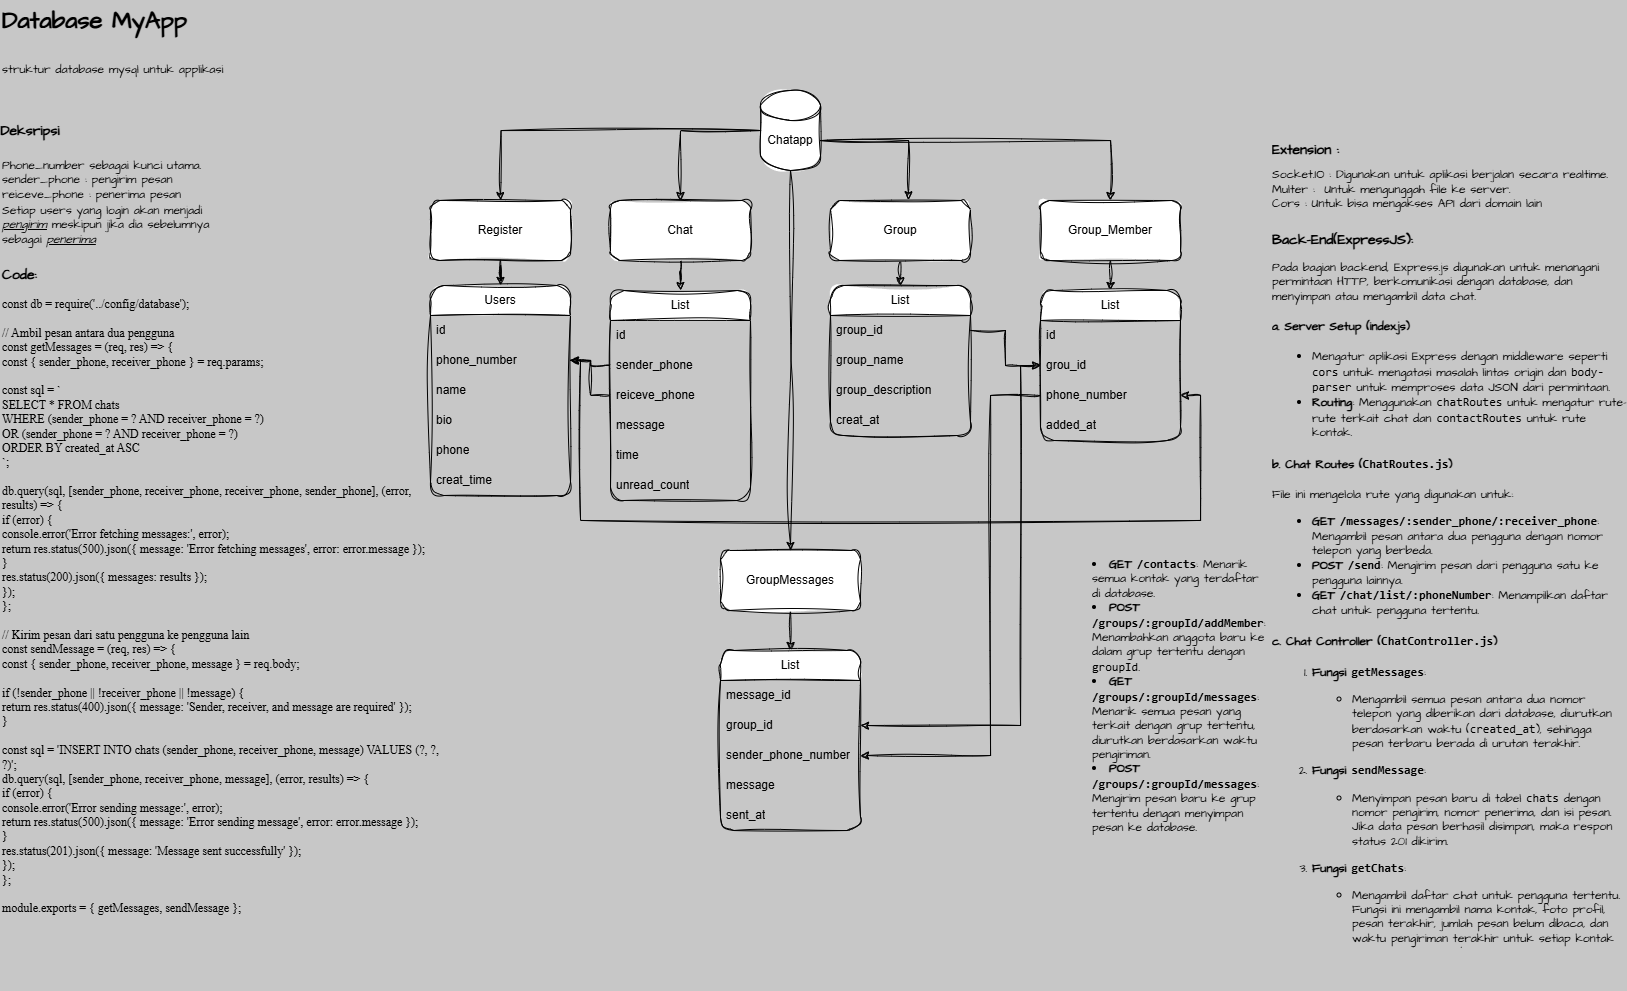 Database MyApp
struktur database mysql untuk applikasi
Deksripsi
Phone_number sebagai kunci utama.
sender_phone : pengirim pesan
reiceve_phone : penerima pesan
Setiap users yang login akan menjadi
pengirim meskipun jika dia sebelumnya
sebagai penerima
Code:
const db = require('../config/database');
// Ambil pesan antara dua pengguna
const getMessages = (req, res) => {
const { sender_phone, receiver_phone } = req.params;
const sql = `
SELECT * FROM chats
WHERE (sender_phone = ? AND receiver_phone = ?)
OR (sender_phone = ? AND receiver_phone = ?)
ORDER BY created_at ASC
`;
db.query(sql, [sender_phone, receiver_phone, receiver_phone, sender_phone], (error,
results) => {
if (error) {
console.error('Error fetching messages:', error);
return res.status(500).json({ message: 'Error fetching messages', error: error.message });
}
res.status(200).json({ messages: results });
});
};
// Kirim pesan dari satu pengguna ke pengguna lain
const sendMessage = (req, res) => {
const { sender_phone, receiver_phone, message } = req.body;
if (!sender_phone || !receiver_phone || !message) {
return res.status(400).json({ message: 'Sender, receiver, and message are required' });
}
const sql = 'INSERT INTO chats (sender_phone, receiver_phone, message) VALUES (?, ?,
?)';
db.query(sql, [sender_phone, receiver_phone, message], (error, results) => {
if (error) {
console.error('Error sending message:', error);
return res.status(500).json({ message: 'Error sending message', error: error.message });
}
res.status(201).json({ message: 'Message sent successfully' });
});
};
module.exports = { getMessages, sendMessage };
Chatapp
Register
Users
id
phone_number
name
bio
phone
creat_time
Chat
List
id
sender_phone
reiceve_phone
message
time
unread_count
Group
List
group_id
group_name
group_description
creat_at
Group_Member
List
id
grou_id
phone_number
added_at
GroupMessages
List
message_id
group_id
sender_phone_number
message
sent_at
• GET /contacts: Menarik
semua kontak yang terdaftar
di database.
• POST
/groups/:groupId/addMember:
Menambahkan anggota baru ke
dalam grup tertentu dengan
groupId.
• GET
/groups/:groupId/messages:
Menarik semua pesan yang
terkait dengan grup tertentu,
diurutkan berdasarkan waktu
pengiriman.
• POST
/groups/:groupId/messages:
Mengirim pesan baru ke grup
tertentu dengan menyimpan
pesan ke database.
Extension :
Socket.IO : Digunakan untuk aplikasi berjalan secara realtime.
Multer : Untuk mengunggah file ke server.
Cors : Untuk bisa mengakses API dari domain lain
Back-End(ExpressJS):
Pada bagian backend, Express.js digunakan untuk menangani
permintaan HTTP, berkomunikasi dengan database, dan
menyimpan atau mengambil data chat.
a. Server Setup (index.js)
• Mengatur aplikasi Express dengan middleware seperti
cors untuk mengatasi masalah lintas origin dan body-
parser untuk memproses data JSON dari permintaan.
• Routing: Menggunakan chatRoutes untuk mengatur rute-
rute terkait chat dan contactRoutes untuk rute
kontak.
b. Chat Routes (ChatRoutes.js)
File ini mengelola rute yang digunakan untuk:
• GET /messages/:sender_phone/:receiver_phone:
Mengambil pesan antara dua pengguna dengan nomor
telepon yang berbeda.
• POST /send: Mengirim pesan dari pengguna satu ke
pengguna lainnya.
• GET /chat/list/:phoneNumber: Menampilkan daftar
chat untuk pengguna tertentu.
c. Chat Controller (ChatController.js)
1. Fungsi getMessages:
○ Mengambil semua pesan antara dua nomor
telepon yang diberikan dari database, diurutkan
berdasarkan waktu (created_at), sehingga
pesan terbaru berada di urutan terakhir.
2. Fungsi sendMessage:
○ Menyimpan pesan baru di tabel chats dengan
nomor pengirim, nomor penerima, dan isi pesan.
Jika data pesan berhasil disimpan, maka respon
status 201 dikirim.
3. Fungsi getChats:
○ Mengambil daftar chat untuk pengguna tertentu.
Fungsi ini mengambil nama kontak, foto profil,
pesan terakhir, jumlah pesan belum dibaca, dan
waktu pengiriman terakhir untuk setiap kontak